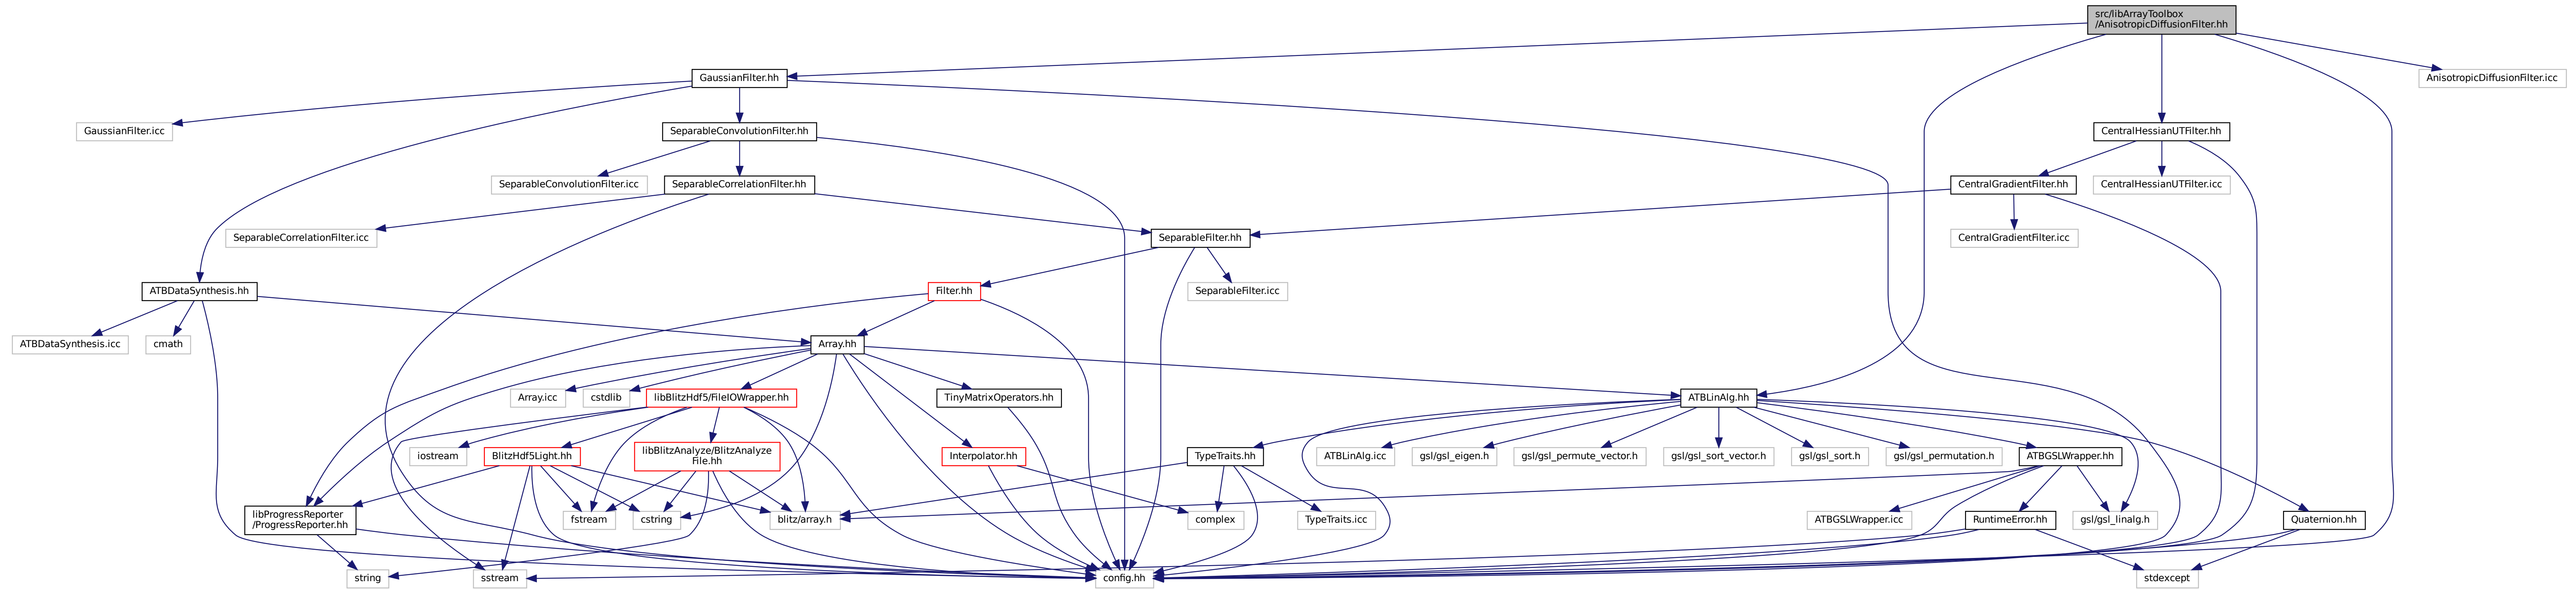 src/libArrayToolbox
/AnisotropicDiffusionFilter.hh
GaussianFilter.hh
AnisotropicDiffusionFilter.icc
GaussianFilter.icc
SeparableConvolutionFilter.hh
CentralHessianUTFilter.hh
SeparableConvolutionFilter.icc
SeparableCorrelationFilter.hh
CentralGradientFilter.hh
CentralHessianUTFilter.icc
SeparableCorrelationFilter.icc
SeparableFilter.hh
CentralGradientFilter.icc
ATBDataSynthesis.hh
Filter.hh
SeparableFilter.icc
ATBDataSynthesis.icc
cmath
Array.hh
Array.icc
cstdlib
libBlitzHdf5/FileIOWrapper.hh
TinyMatrixOperators.hh
ATBLinAlg.hh
iostream
BlitzHdf5Light.hh
libBlitzAnalyze/BlitzAnalyze
File.hh
Interpolator.hh
TypeTraits.hh
ATBLinAlg.icc
gsl/gsl_eigen.h
gsl/gsl_permute_vector.h
gsl/gsl_sort_vector.h
gsl/gsl_sort.h
gsl/gsl_permutation.h
ATBGSLWrapper.hh
libProgressReporter
/ProgressReporter.hh
fstream
cstring
blitz/array.h
complex
TypeTraits.icc
ATBGSLWrapper.icc
RuntimeError.hh
gsl/gsl_linalg.h
Quaternion.hh
string
sstream
config.hh
stdexcept